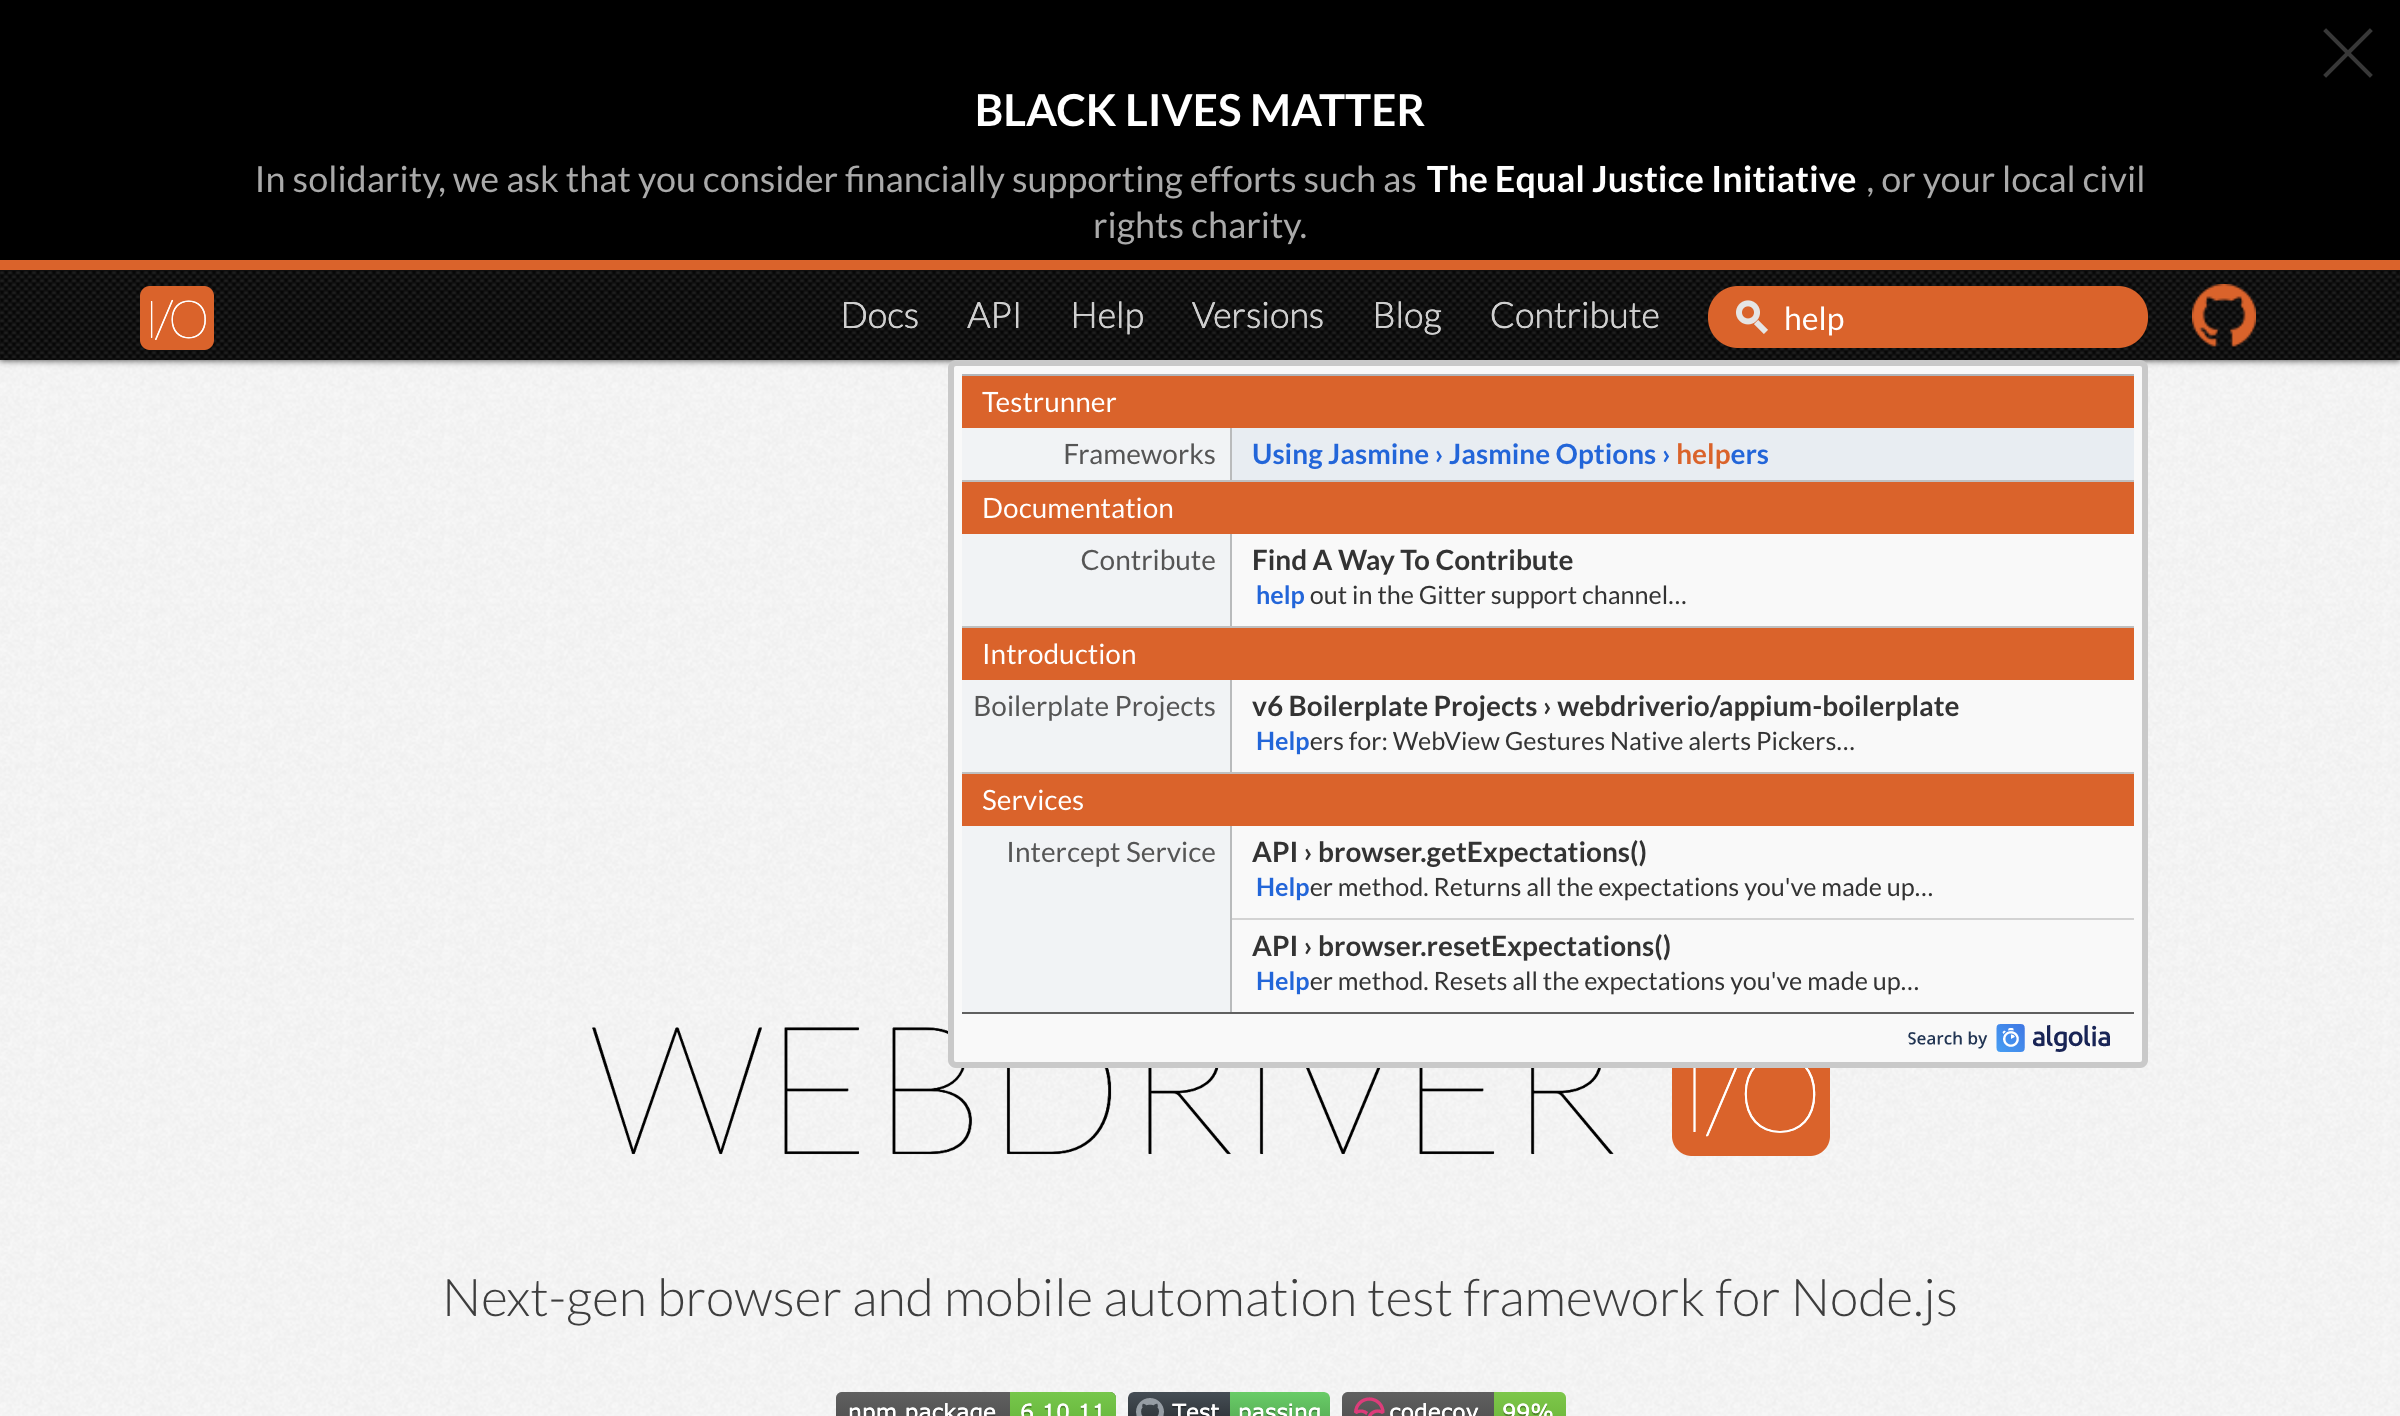 BLACK LIVES MATTER
In solidarity, we ask that you consider financially supporting efforts such as The Equal Justice Initiative , or your local civil
rights charity.
I/O
Docs API Help Versions Blog Contribute
help
Testrunner
Frameworks
Using Jasmine › Jasmine Options › helpers
Documentation
Contribute
Find A Way To Contribute
help out in the Gitter support channel...
Introduction
Boilerplate Projects
v6 Boilerplate Projects › webdriverio/appium-boilerplate
Helpers for: WebView Gestures Native alerts Pickers...
Services
Intercept Service
API › browser.getExpectations()
Helper method. Returns all the expectations you've made up...
API › browser.resetExpectations()
Helper method. Resets all the expectations you've made up...
Search by algolia
WEBDRIVER I/O
Next-gen browser and mobile automation test framework for Node.js
npm package 6.10.11 Test passing codecov 99%